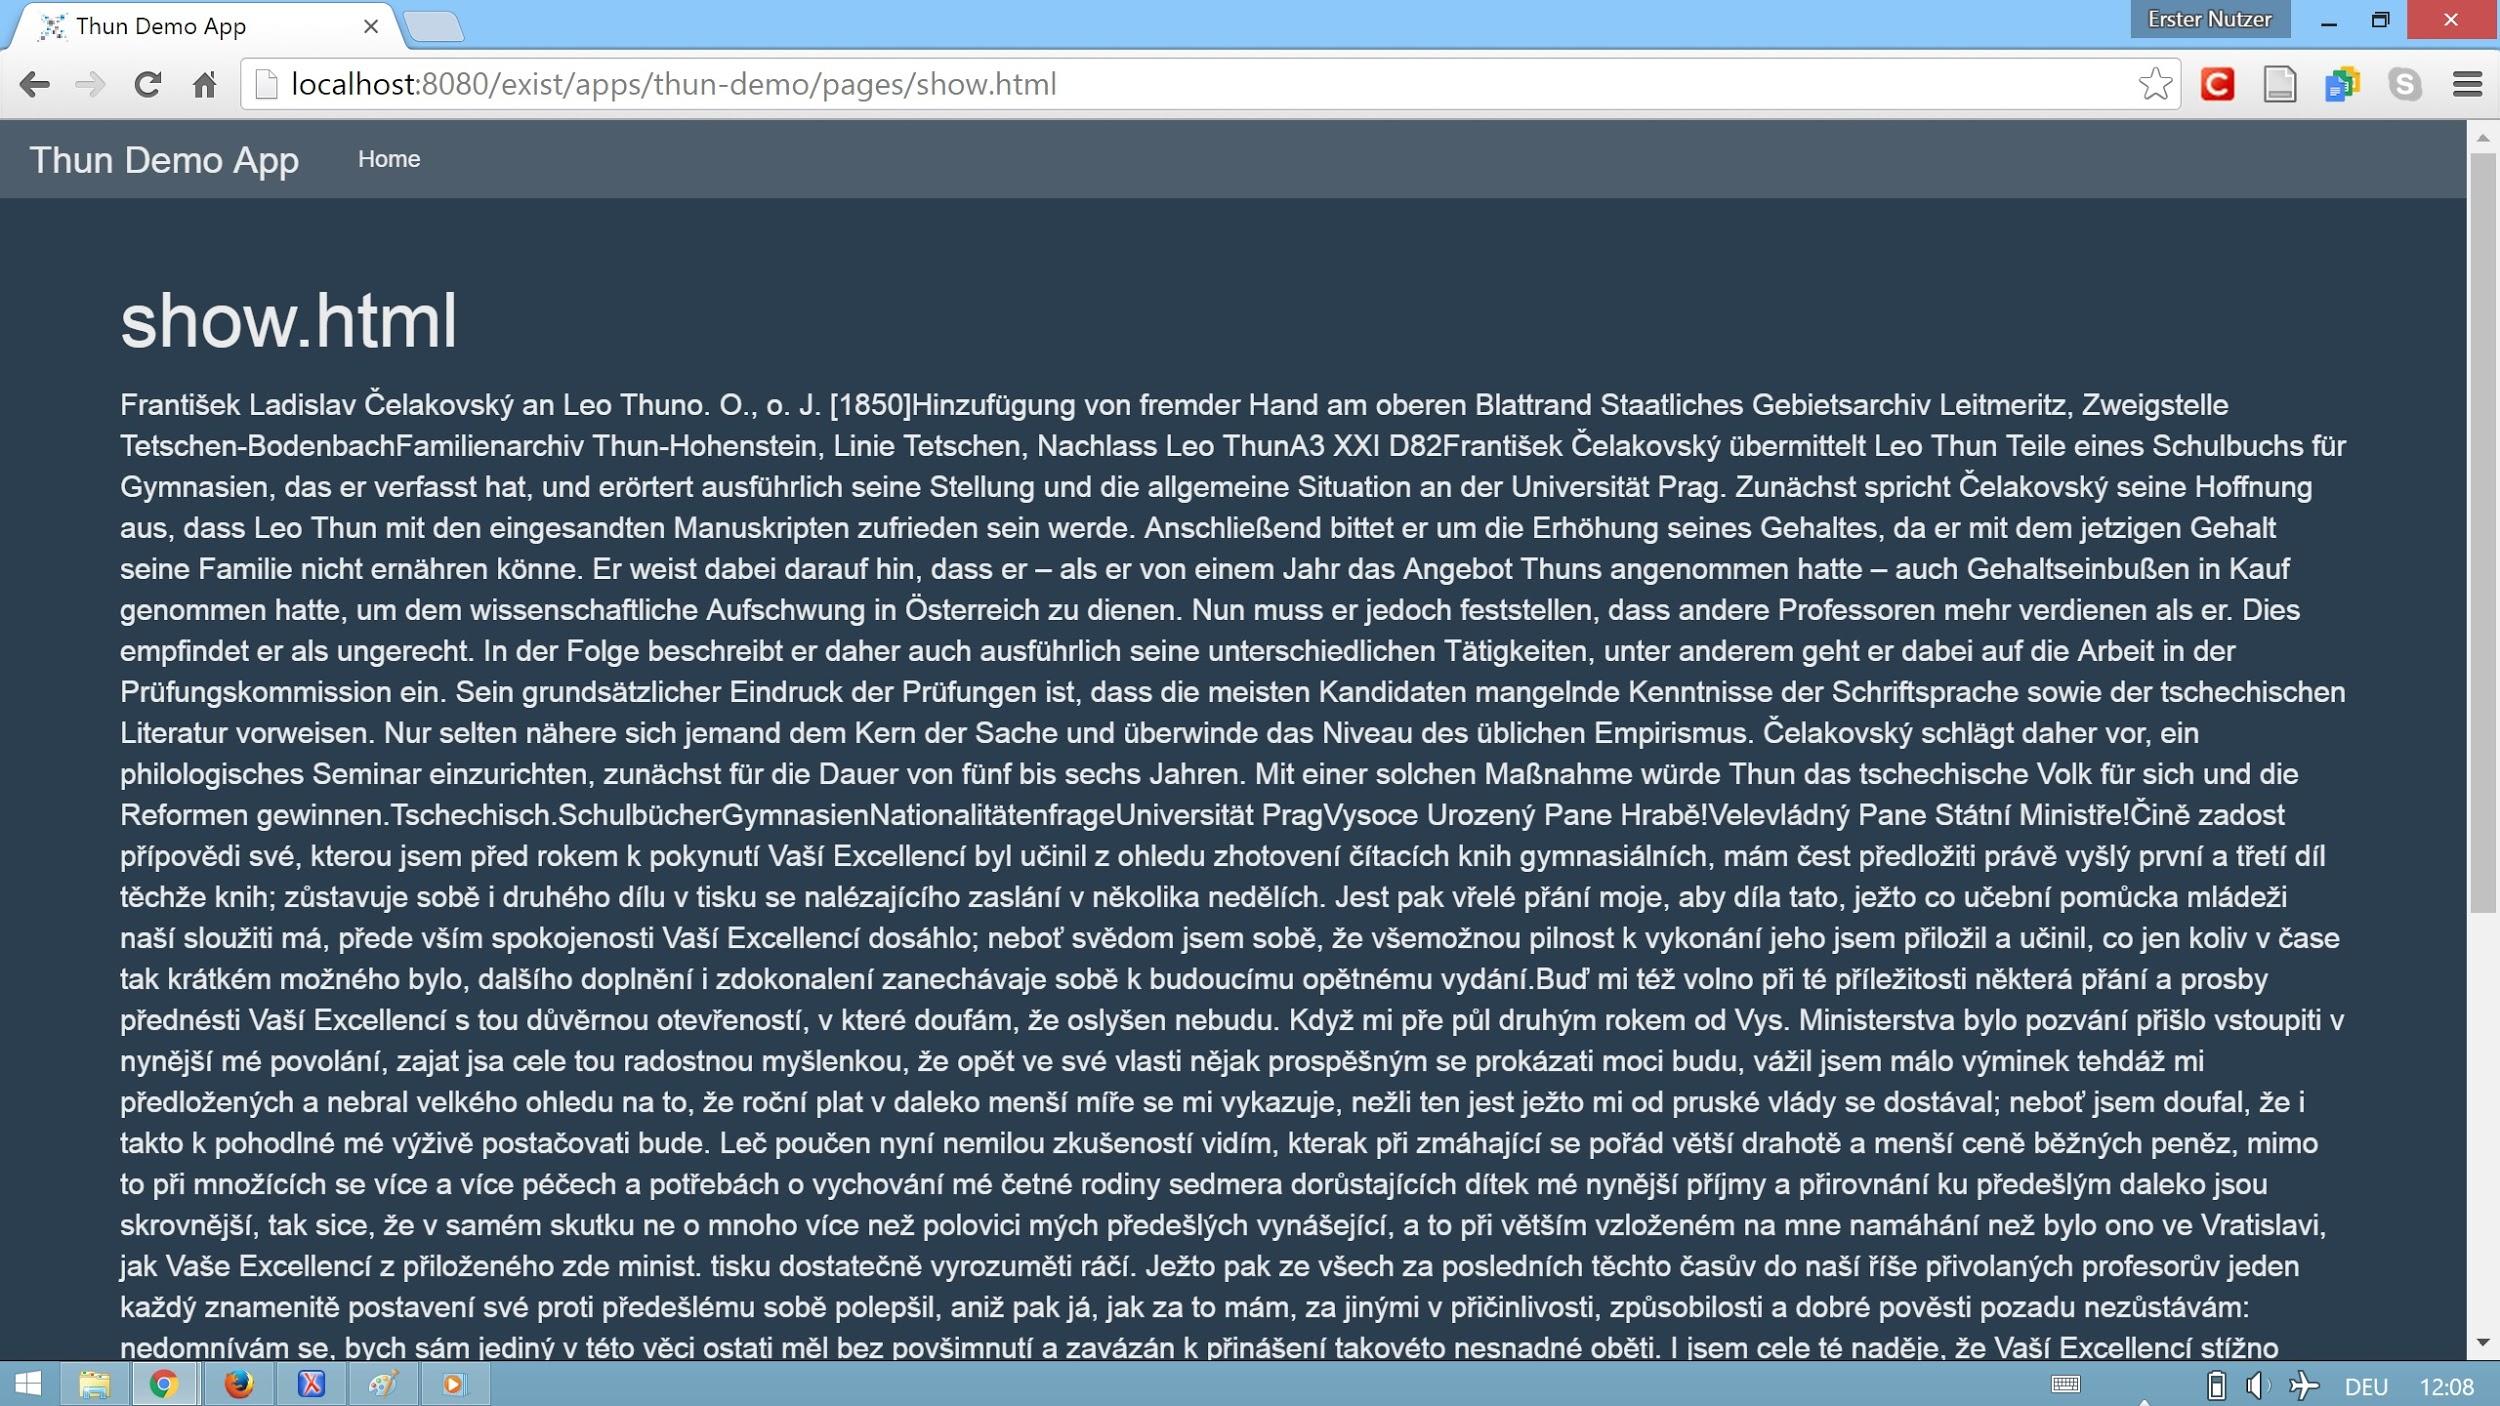 Thun Demo App
Erster Nutzer
localhost:8080/exist/apps/thun-demo/pages/show.html
Thun Demo App Home
show.html
František Ladislav Čelakovský an Leo Thuno. O., o. J. [1850]Hinzufügung von fremder Hand am oberen Blattrand Staatliches Gebietsarchiv Leitmeritz, Zweigstelle
Tetschen-BodenbachFamilienarchiv Thun-Hohenstein, Linie Tetschen, Nachlass Leo ThunA3 XXI D82František Čelakovský übermittelt Leo Thun Teile eines Schulbuchs für
Gymnasien, das er verfasst hat, und erörtert ausführlich seine Stellung und die allgemeine Situation an der Universität Prag. Zunächst spricht Čelakovský seine Hoffnung
aus, dass Leo Thun mit den eingesandten Manuskripten zufrieden sein werde. Anschließend bittet er um die Erhöhung seines Gehaltes, da er mit dem jetzigen Gehalt
seine Familie nicht ernähren könne. Er weist dabei darauf hin, dass er – als er von einem Jahr das Angebot Thuns angenommen hatte – auch Gehaltseinbußen in Kauf
genommen hatte, um dem wissenschaftliche Aufschwung in Österreich zu dienen. Nun muss er jedoch feststellen, dass andere Professoren mehr verdienen als er. Dies
empfindet er als ungerecht. In der Folge beschreibt er daher auch ausführlich seine unterschiedlichen Tätigkeiten, unter anderem geht er dabei auf die Arbeit in der
Prüfungskommission ein. Sein grundsätzlicher Eindruck der Prüfungen ist, dass die meisten Kandidaten mangelnde Kenntnisse der Schriftsprache sowie der tschechischen
Literatur vorweisen. Nur selten nähere sich jemand dem Kern der Sache und überwinde das Niveau des üblichen Empirismus. Čelakovský schlägt daher vor, ein
philologisches Seminar einzurichten, zunächst für die Dauer von fünf bis sechs Jahren. Mit einer solchen Maßnahme würde Thun das tschechische Volk für sich und die
Reformen gewinnen.Tschechisch.SchulbücherGymnasienNationalitätenfrageUniversität PragVysoce Urozený Pane Hrabě!Velevládný Pane Státní Ministře!Čině zadost
přípovědi své, kterou jsem před rokem k pokynutí Vaší Excellencí byl učinil z ohledu zhotovení čítacích knih gymnasiálních, mám čest předložiti právě vyšlý první a třetí díl
těchže knih; zůstavuje sobě i druhého dílu v tisku se nalézajícího zaslání v několika nedělích. Jest pak vřelé přání moje, aby díla tato, ježto co učební pomůcka mládeži
naší sloužiti má, přede vším spokojenosti Vaší Excellencí dosáhlo; neboť svědom jsem sobě, že všemožnou pilnost k vykonání jeho jsem přiložil a učinil, co jen koliv v čase
tak krátkém možného bylo, dalšího doplnění i zdokonalení zanechávaje sobě k budoucímu opětnému vydání.Buď mi též volno při té příležitosti některá přání a prosby
přednésti Vaší Excellencí s tou důvěrnou otevřeností, v které doufám, že oslyšen nebudu. Když mi pře půl druhým rokem od Vys. Ministerstva bylo pozvání přišlo vstoupiti v
nynější mé povolání, zajat jsa cele tou radostnou myšlenkou, že opět ve své vlasti nějak prospěšným se prokázati moci budu, vážil jsem málo výminek tehdáž mi
předložených a nebral velkého ohledu na to, že roční plat v daleko menší míře se mi vykazuje, nežli ten jest ježto mi od pruské vlády se dostával; neboť jsem doufal, že i
takto k pohodlné mé výživě postačovati bude. Leč poučen nyní nemilou zkušeností vidím, kterak při zmáhající se pořád větší drahotě a menší ceně běžných peněz, mimo
to při množících se více a více péčech a potřebách o vychování mé četné rodiny sedmera dorůstajících dítek mé nynější příjmy a přirovnání ku předešlým daleko jsou
skrovnější, tak sice, že v samém skutku ne o mnoho více než polovici mých předešlých vynášející, a to při větším vzloženém na mne namáhání než bylo ono ve Vratislavi,
jak Vaše Excellencí z přiloženého zde minist. tisku dostatečně vyrozuměti ráčí. Ježto pak ze všech za posledních těchto časův do naší říše přivolaných profesorův jeden
každý znamenitě postavení své proti předešlému sobě polepšil, aniž pak já, jak za to mám, za jinými v přičinlivosti, způsobilosti a dobré pověsti pozadu nezůstávám:
nedomnívám se, bych sám jediný v této věci ostati měl bez povšimnutí a zavázán k přinášení takovéto nesnadné oběti. I jsem cele té naděje, že Vaší Excellencí stížno
DEU 12:08